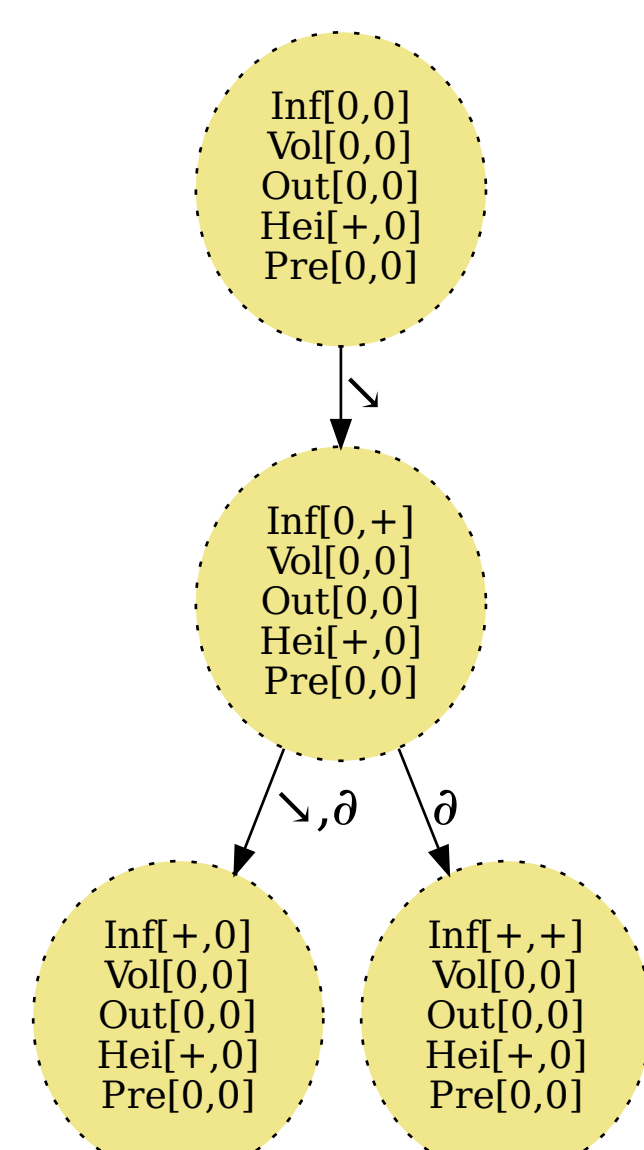 Inf[0,0]
Vol[0,0]
Out[0,0]
Hei[+,0]
Pre[0,0]
↘
Inf[0,+]
Vol[0,0]
Out[0,0]
Hei[+,0]
Pre[0,0]
↘,∂
∂
Inf[+,0]
Vol[0,0]
Out[0,0]
Hei[+,0]
Pre[0,0]
Inf[+,+]
Vol[0,0]
Out[0,0]
Hei[+,0]
Pre[0,0]